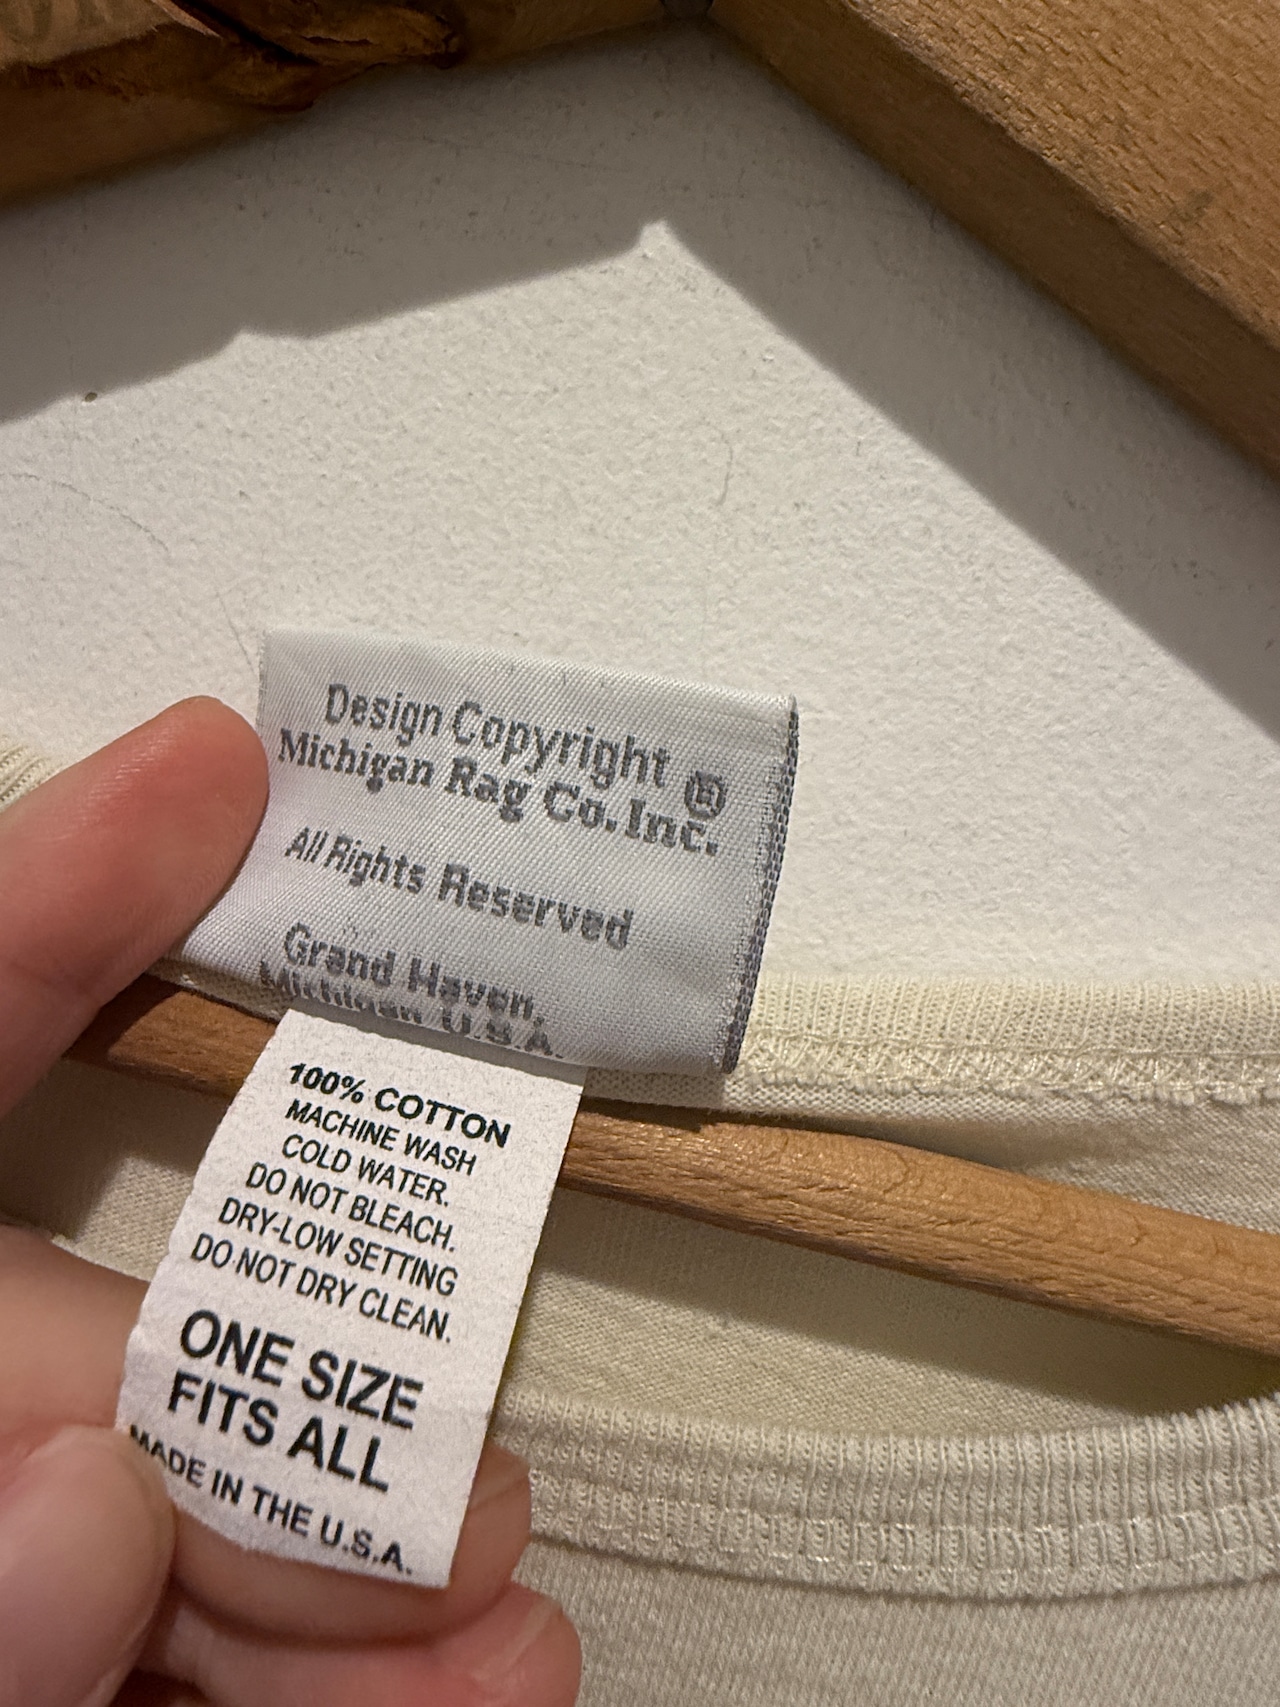 Design Copyright ®
Michigan Rag Co. Inc.
All Rights Reserved
Grand Haven,
Michigan U.S.A.
100% COTTON
MACHINE WASH
COLD WATER.
DO NOT BLEACH.
DRY-LOW SETTING
DO NOT DRY CLEAN.
ONE SIZE
FITS ALL
MADE IN THE U.S.A.